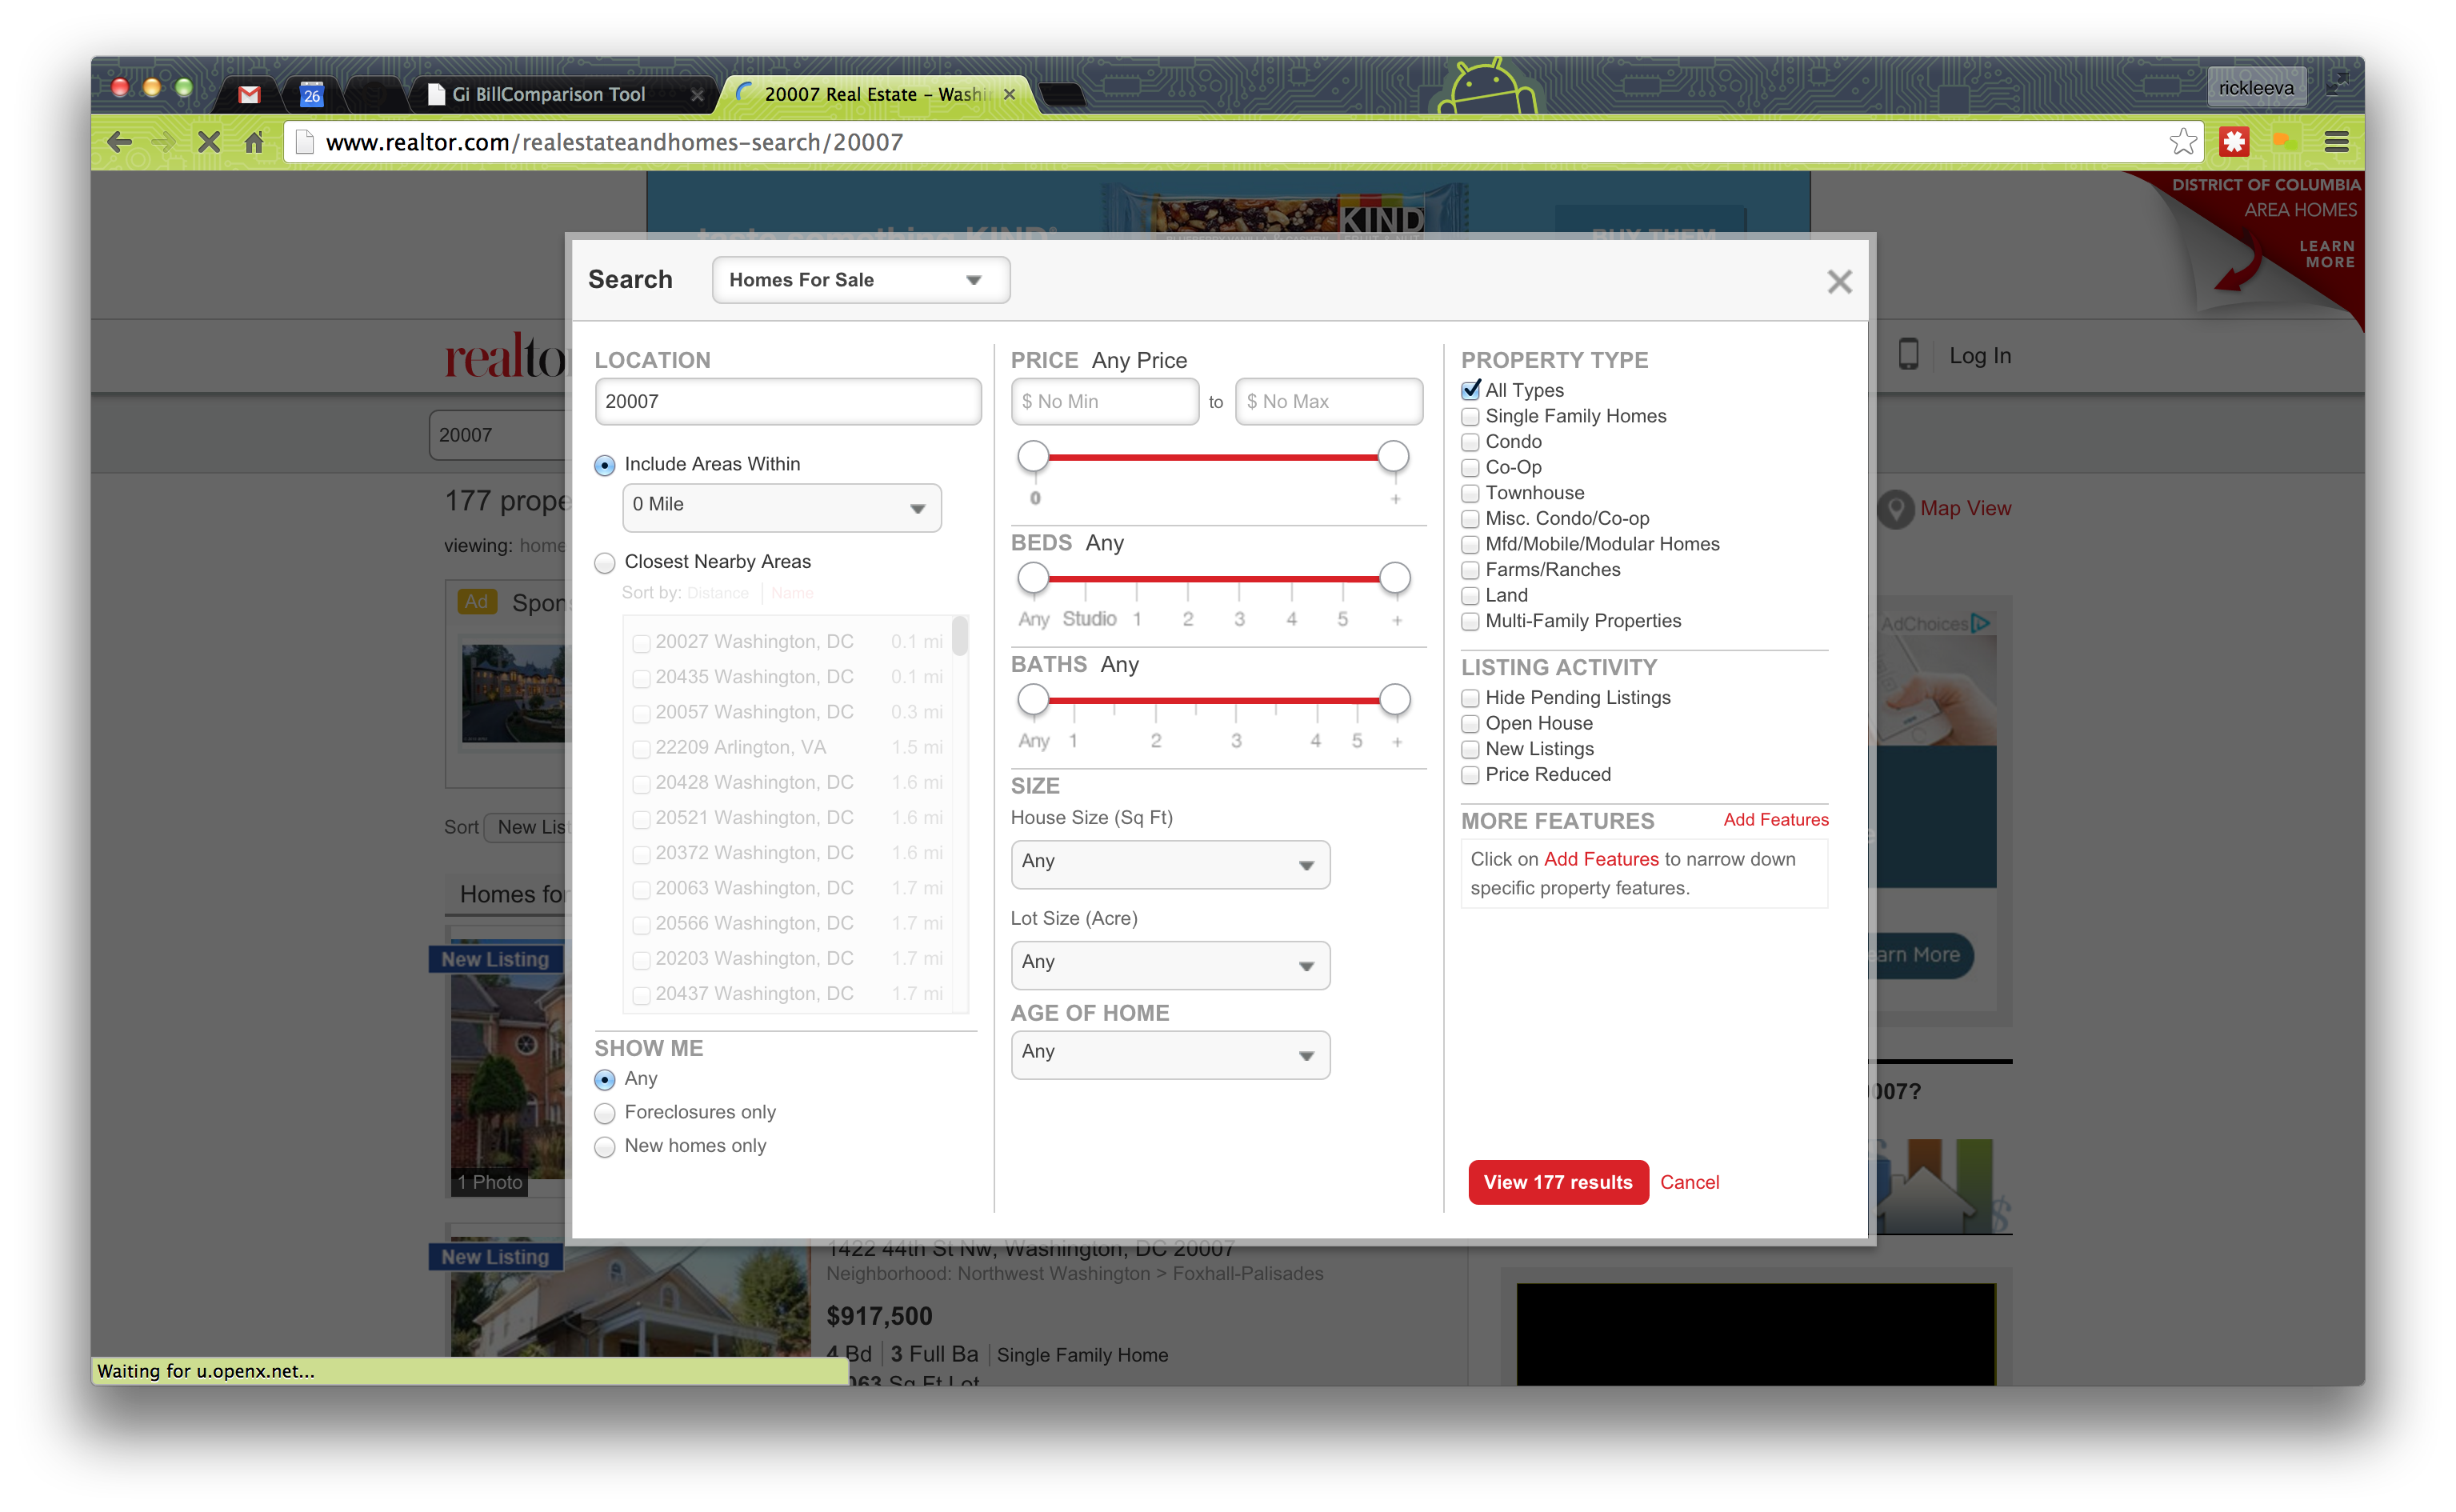 26
Gi BillComparison Tool
20007 Real Estate – Washi
rickleeva
www.realtor.com/realestateandhomes-search/20007
KIND
BUY THEM
DISTRICT OF COLUMBIA
AREA HOMES
LEARN
MORE
realto
Log In
20007
177 prope
viewing: home
Map View
Ad
Spon
AdChoices
Sort
New List
Homes for
New Listing
1 Photo
New Listing
arn More
007?
Search
Homes For Sale
LOCATION
20007
Include Areas Within
0 Mile
Closest Nearby Areas
Sort by: Distance | Name
20027 Washington, DC 0.1 mi
20435 Washington, DC 0.1 mi
20057 Washington, DC 0.3 mi
22209 Arlington, VA 1.5 mi
20428 Washington, DC 1.6 mi
20521 Washington, DC 1.6 mi
20372 Washington, DC 1.6 mi
20063 Washington, DC 1.7 mi
20566 Washington, DC 1.7 mi
20203 Washington, DC 1.7 mi
20437 Washington, DC 1.7 mi
SHOW ME
Any
Foreclosures only
New homes only
PRICE Any Price
$ No Min to $ No Max
0 +
BEDS Any
Any Studio 1 2 3 4 5 +
BATHS Any
Any 1 2 3 4 5 +
SIZE
House Size (Sq Ft)
Any
Lot Size (Acre)
Any
AGE OF HOME
Any
PROPERTY TYPE
All Types
Single Family Homes
Condo
Co-Op
Townhouse
Misc. Condo/Co-op
Mfd/Mobile/Modular Homes
Farms/Ranches
Land
Multi-Family Properties
LISTING ACTIVITY
Hide Pending Listings
Open House
New Listings
Price Reduced
MORE FEATURES Add Features
Click on Add Features to narrow down
specific property features.
View 177 results Cancel
1422 44th St Nw, Washington, DC 20007
Neighborhood: Northwest Washington > Foxhall-Palisades
$917,500
4 Bd | 3 Full Ba | Single Family Home
063 Sq Ft Lot
Waiting for u.openx.net...